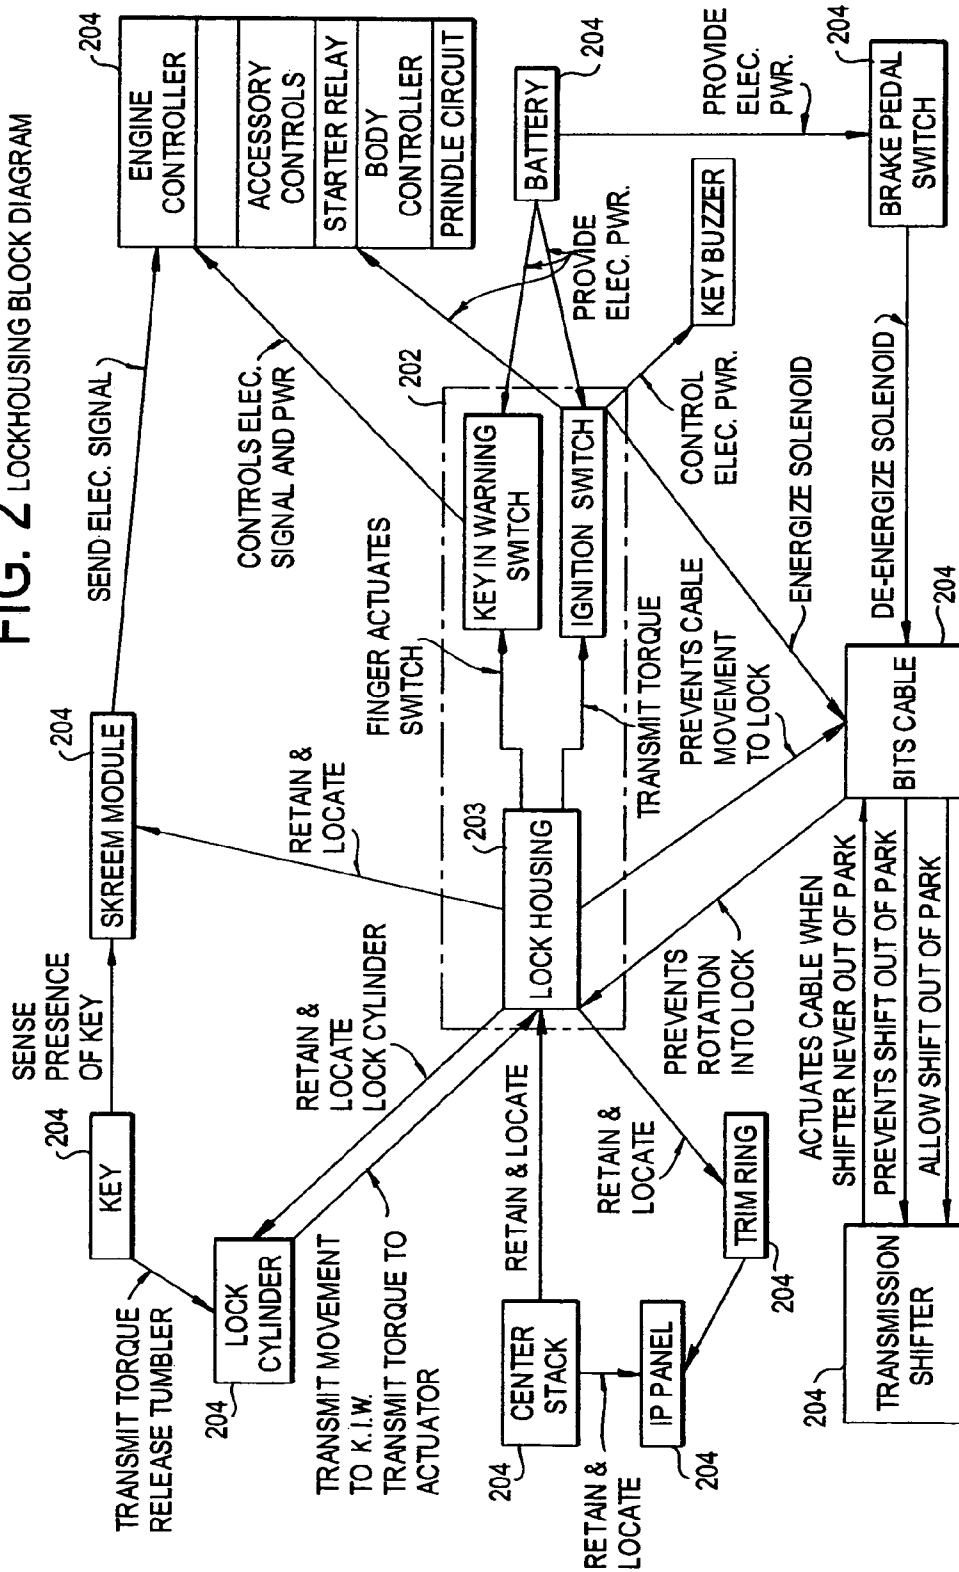 FIG. 2 LOCKHOUSING BLOCK DIAGRAM
TRANSMIT TORQUE
RELEASE TUMBLER
KEY
204
SENSE
PRESENCE
OF KEY
SKREEM MODULE
204
SEND ELEC. SIGNAL
ENGINE
CONTROLLER
ACCESSORY
CONTROLS
STARTER RELAY
BODY
CONTROLLER
PRINDLE CIRCUIT
204
LOCK
CYLINDER
204
TRANSMIT MOVEMENT
TO K.I.W.
TRANSMIT TORQUE TO
ACTUATOR
RETAIN &
LOCATE
LOCK CYLINDER
RETAIN &
LOCATE
FINGER ACTUATES
SWITCH
CONTROLS ELEC.
SIGNAL AND PWR
202
203
LOCK HOUSING
KEY IN WARNING
SWITCH
IGNITION SWITCH
PROVIDE
ELEC. PWR.
BATTERY
204
PROVIDE
ELEC.
PWR.
CENTER
STACK
204
RETAIN & LOCATE
RETAIN &
LOCATE
IP PANEL
204
RETAIN &
LOCATE
TRIM RING
204
PREVENTS
ROTATION
INTO LOCK
TRANSMIT TORQUE
PREVENTS CABLE
MOVEMENT
TO LOCK
CONTROL
ELEC. PWR.
KEY BUZZER
ENERGIZE SOLENOID
DE-ENERGIZE SOLENOID
BRAKE PEDAL
SWITCH
204
TRANSMISSION
SHIFTER
204
ACTUATES CABLE WHEN
SHIFTER NEVER OUT OF PARK
PREVENTS SHIFT OUT OF PARK
ALLOW SHIFT OUT OF PARK
BITS CABLE
204